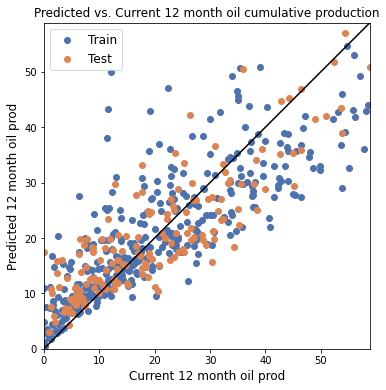 Predicted vs. Current 12 month oil cumulative production
Train
Test
50
40
30
20
10
0
Predicted 12 month oil prod
0 10 20 30 40 50
Current 12 month oil prod